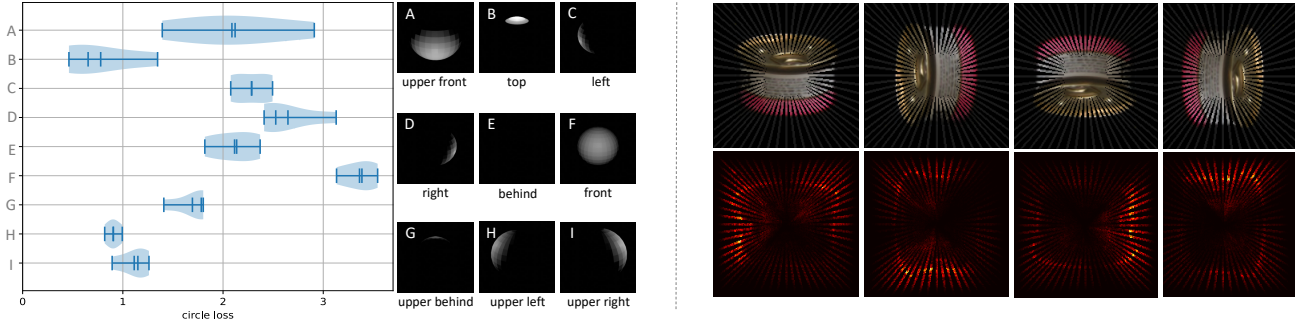 A
B
C
D
E
F
G
H
I
0 1 2 3
circle loss
A B C
upper front top left
D E F
right behind front
G H I
upper behind upper left upper right